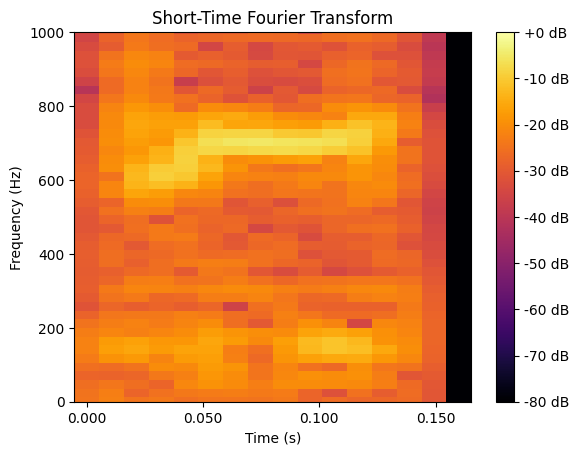 Short-Time Fourier Transform
Frequency (Hz)
1000
800
600
400
200
0
0.000
0.050
0.100
0.150
Time (s)
+0 dB
-10 dB
-20 dB
-30 dB
-40 dB
-50 dB
-60 dB
-70 dB
-80 dB